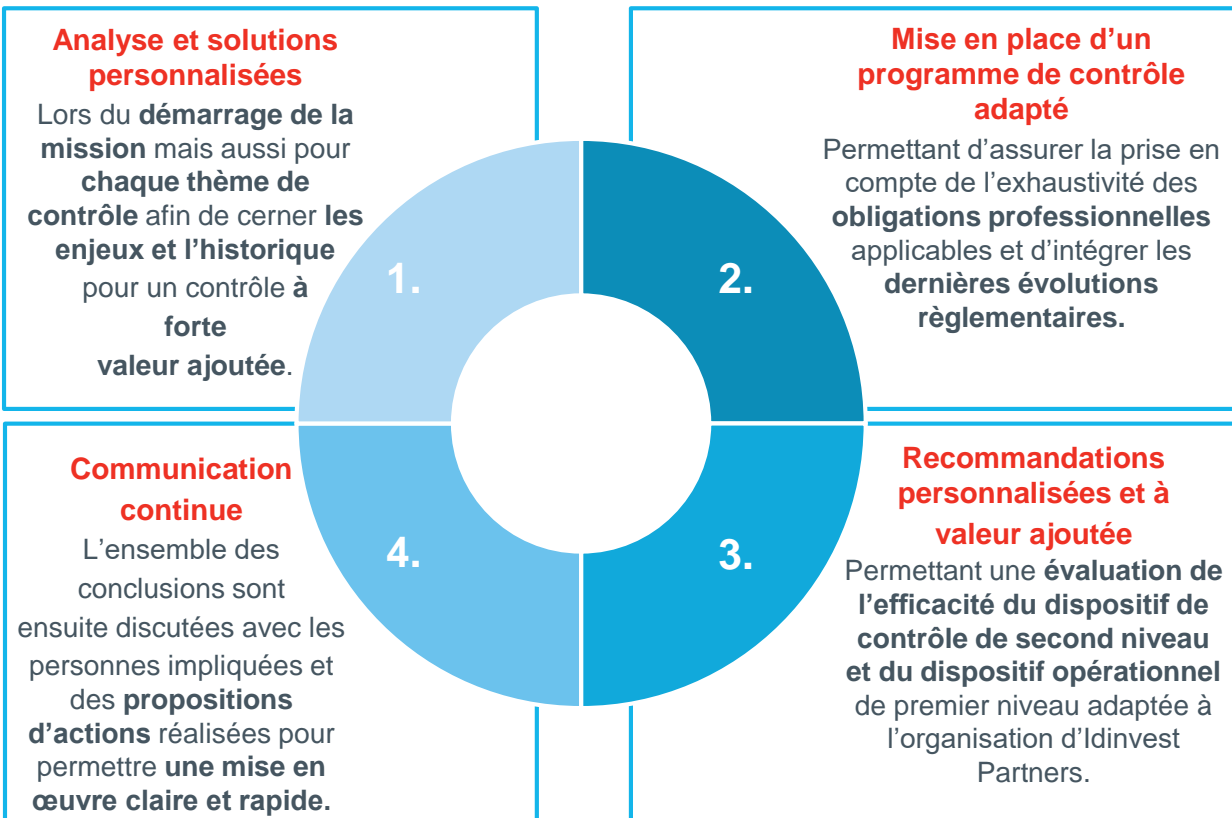 Analyse et solutions
personnalisées
Lors du démarrage de la
mission mais aussi pour
chaque thème de
contrôle afin de cerner les
enjeux et l'historique
pour un contrôle à
forte
valeur ajoutée.
1.
Mise en place d'un
programme de contrôle
adapté
Permettant d'assurer la prise en
compte de l'exhaustivité des
obligations professionnelles
applicables et d'intégrer les
dernières évolutions
règlementaires.
2.
Recommandations
personnalisées et à
valeur ajoutée
Permettant une évaluation de
l'efficacité du dispositif de
contrôle de second niveau
et du dispositif opérationnel
de premier niveau adaptée à
l'organisation d'Idinvest
Partners.
3.
Communication
continue
L'ensemble des
conclusions sont
ensuite discutées avec les
personnes impliquées et
des propositions
d'actions réalisées pour
permettre une mise en
œuvre claire et rapide.
4.